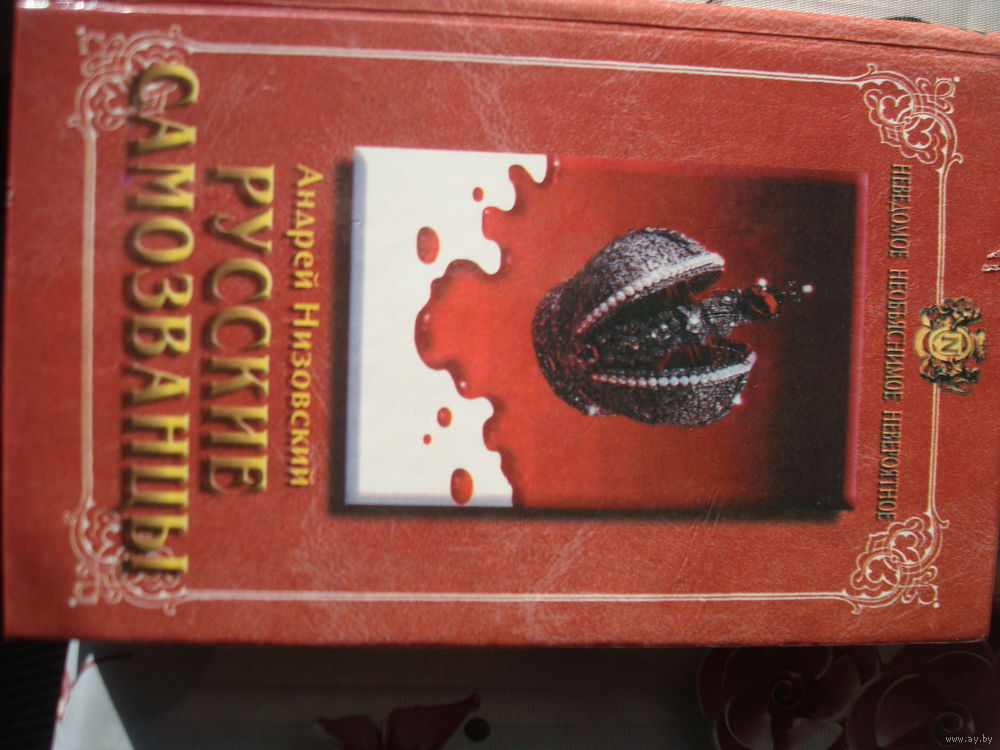 НЕВЕДОМОЕ НЕОБЪЯСНИМОЕ НЕВЕРОЯТНОЕ
N
Андрей Низовский
РУССКИЕ
САМОЗВАНЦЫ
www.ay.by